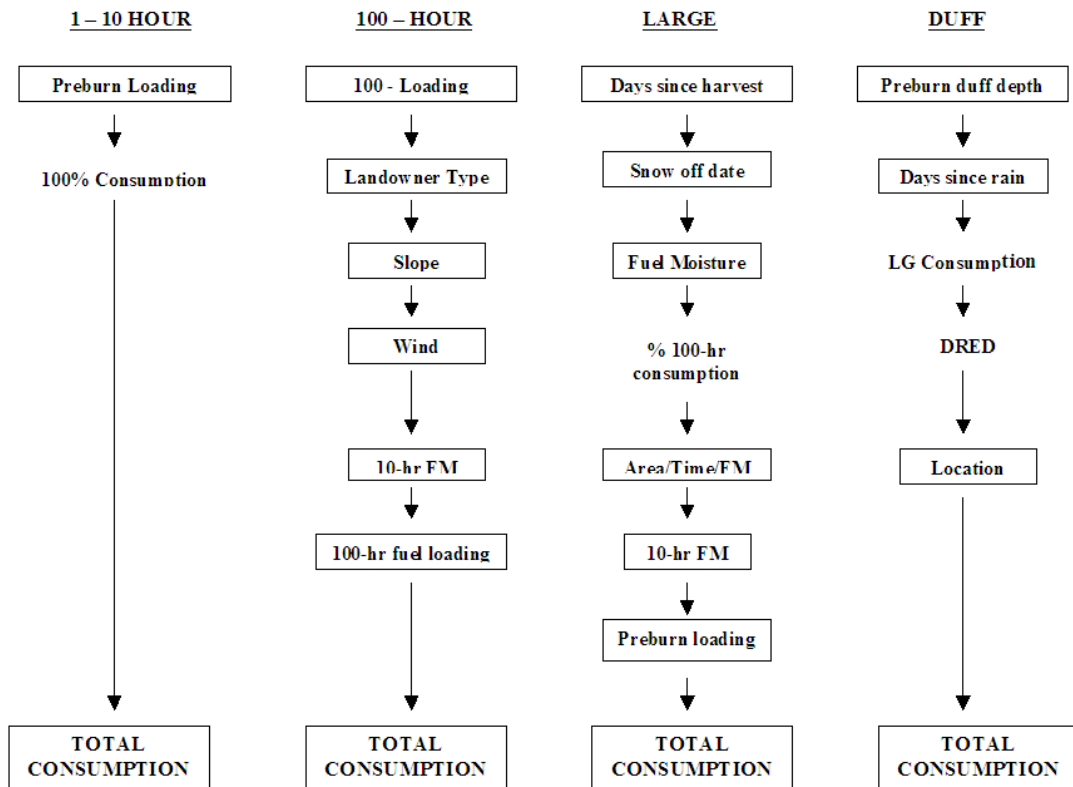 1 – 10 HOUR
Preburn Loading
100% Consumption
TOTAL
CONSUMPTION
100 – HOUR
100 - Loading
Landowner Type
Slope
Wind
10-hr FM
100-hr fuel loading
TOTAL
CONSUMPTION
LARGE
Days since harvest
Snow off date
Fuel Moisture
% 100-hr
consumption
Area/Time/FM
10-hr FM
Preburn loading
TOTAL
CONSUMPTION
DUFF
Preburn duff depth
Days since rain
LG Consumption
DRED
Location
TOTAL
CONSUMPTION